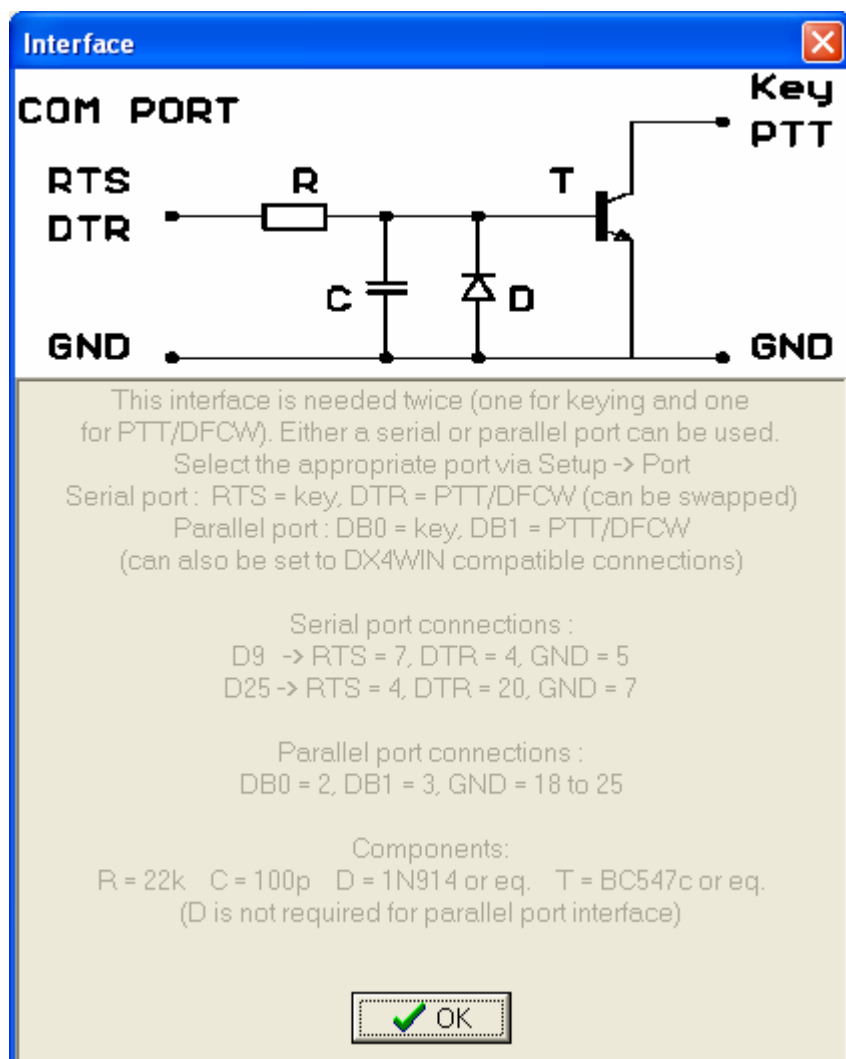 Interface
COM PORT
Key
PTT
RTS
DTR
R
T
C
D
GND
GND
This interface is needed twice (one for keying and one
for PTT/DFCW). Either a serial or parallel port can be used.
Select the appropriate port via Setup -> Port
Serial port : RTS = key, DTR = PTT/DFCW (can be swapped)
Parallel port : DB0 = key, DB1 = PTT/DFCW
(can also be set to DX4WIN compatible connections)
Serial port connections :
D9 -> RTS = 7, DTR = 4, GND = 5
D25 -> RTS = 4, DTR = 20, GND = 7
Parallel port connections :
DB0 = 2, DB1 = 3, GND = 18 to 25
Components:
R = 22k C = 100p D = 1N914 or eq. T = BC547c or eq.
(D is not required for parallel port interface)
OK